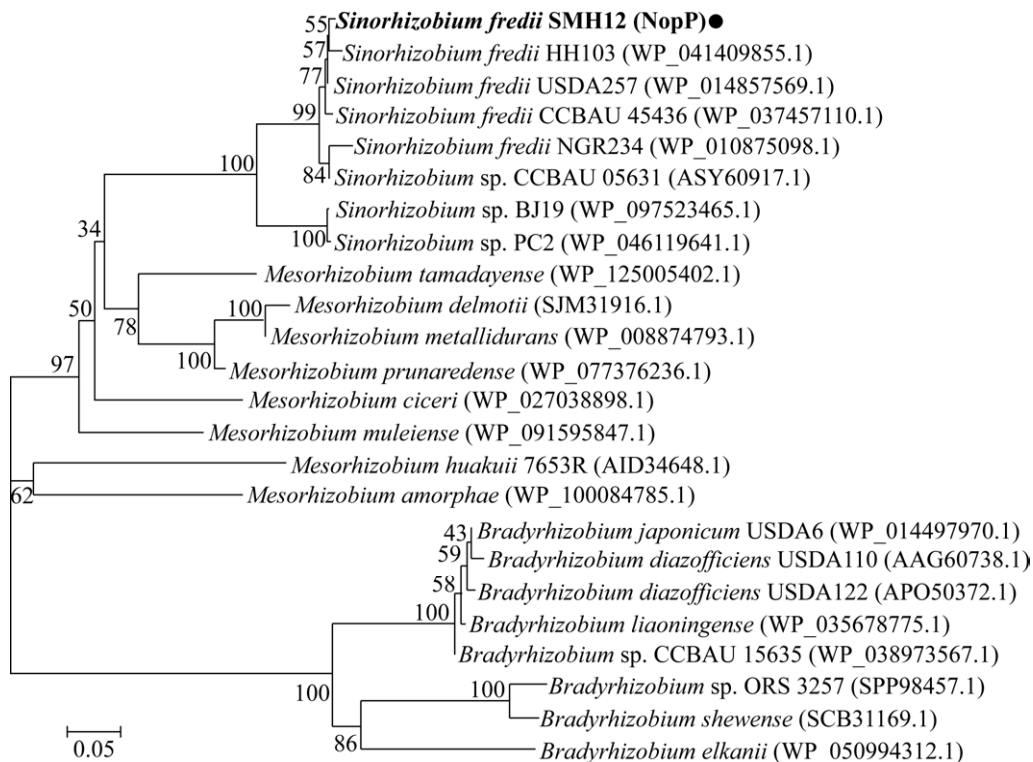 55 Sinorhizobium fredii SMH12 (NopP)●
57 Sinorhizobium fredii HH103 (WP_041409855.1)
77 Sinorhizobium fredii USDA257 (WP_014857569.1)
99 Sinorhizobium fredii CCBAU 45436 (WP_037457110.1)
Sinorhizobium fredii NGR234 (WP_010875098.1)
100 84 Sinorhizobium sp. CCBAU 05631 (ASY60917.1)
Sinorhizobium sp. BJ19 (WP_097523465.1)
34 100 Sinorhizobium sp. PC2 (WP_046119641.1)
Mesorhizobium tamadayense (WP_125005402.1)
50 100 Mesorhizobium delmotii (SJM31916.1)
78 Mesorhizobium metallidurans (WP_008874793.1)
97 100 Mesorhizobium prunaredense (WP_077376236.1)
Mesorhizobium ciceri (WP_027038898.1)
Mesorhizobium muleiense (WP_091595847.1)
Mesorhizobium huakuii 7653R (AID34648.1)
62 Mesorhizobium amorphae (WP_100084785.1)
43 Bradyrhizobium japonicum USDA6 (WP_014497970.1)
59 Bradyrhizobium diazofficiens USDA110 (AAG60738.1)
58 Bradyrhizobium diazofficiens USDA122 (APO50372.1)
100 Bradyrhizobium liaoningense (WP_035678775.1)
Bradyrhizobium sp. CCBAU 15635 (WP_038973567.1)
100 100 Bradyrhizobium sp. ORS 3257 (SPP98457.1)
Bradyrhizobium shewense (SCB31169.1)
0.05 86 Bradyrhizobium elkanii (WP_050994312.1)